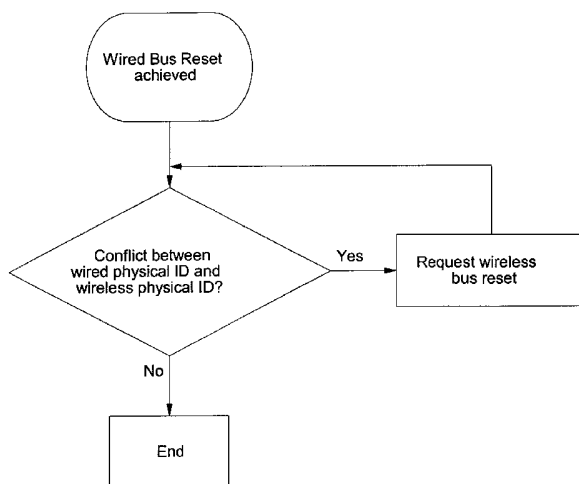 Wired Bus Reset
achieved
Conflict between
wired physical ID and
wireless physical ID?
Yes
Request wireless
bus reset
No
End